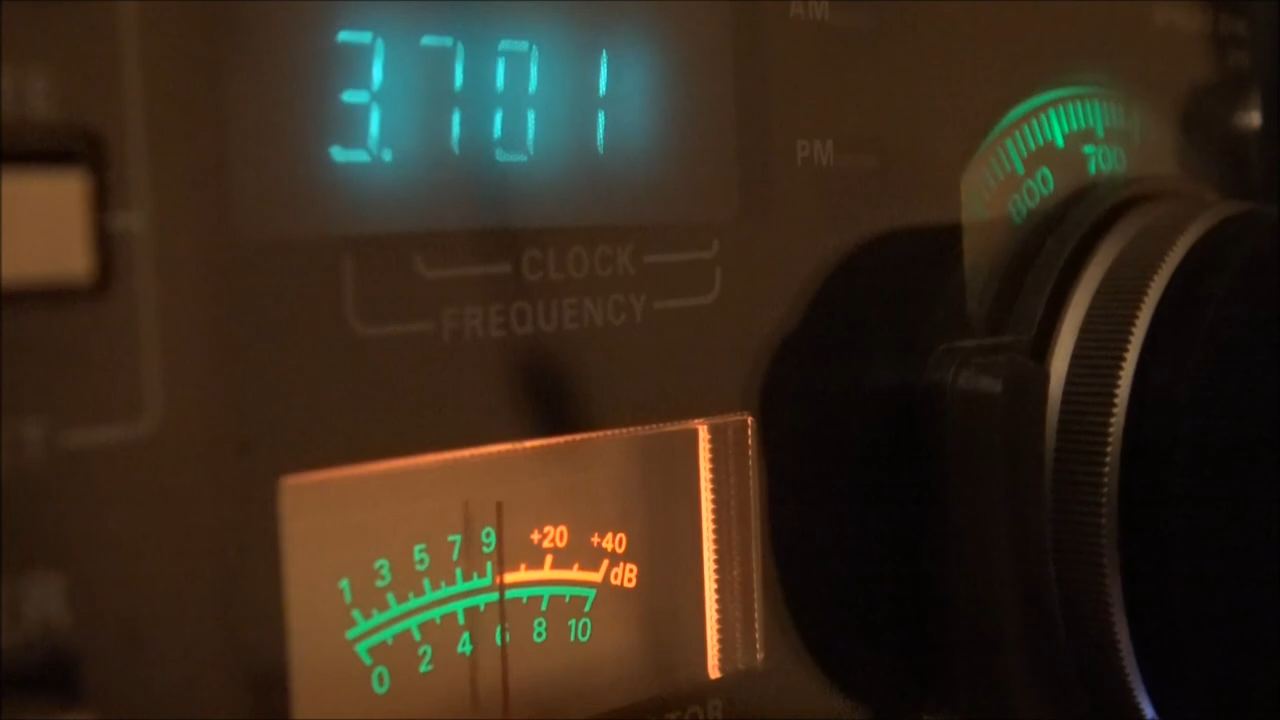 AM
3.701
PM
800 700
CLOCK
FREQUENCY
1 3 5 7 9 +20 +40
dB
0 2 4 6 8 10